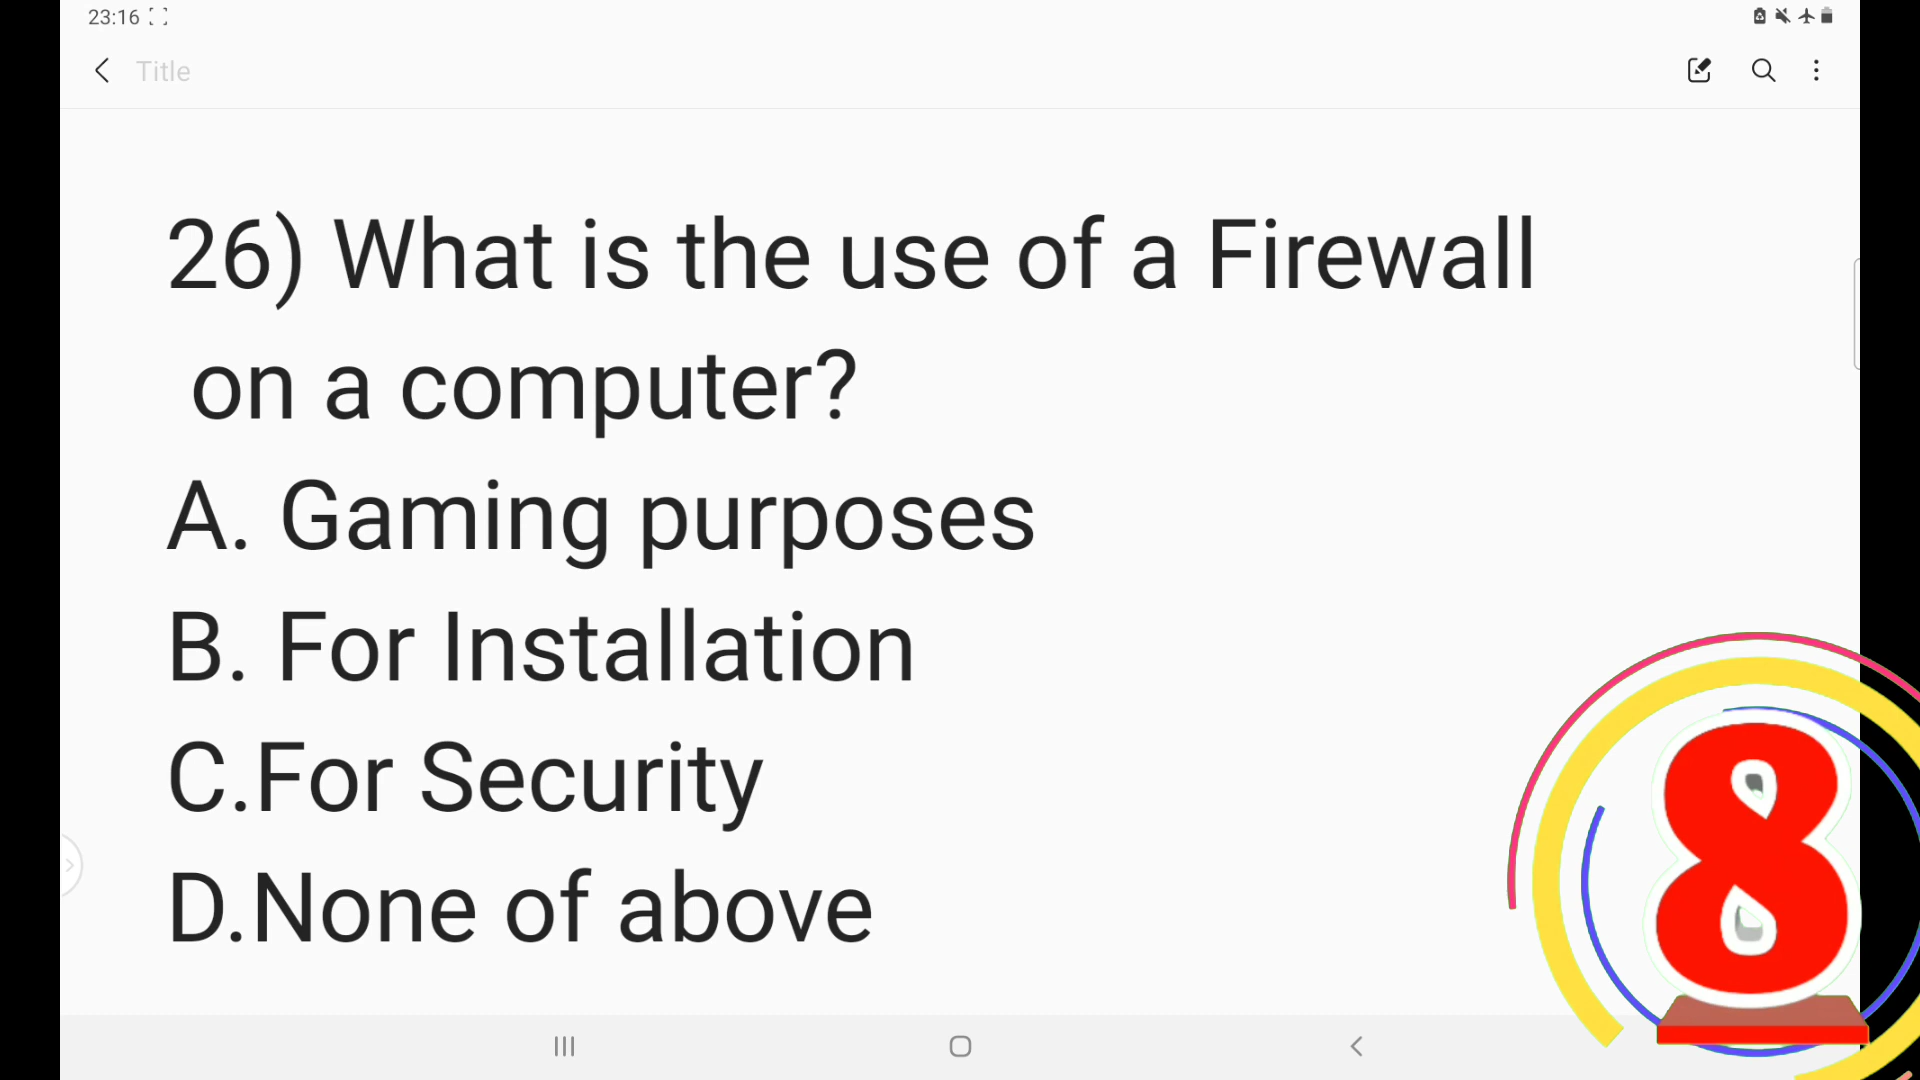 23:16
Title
26) What is the use of a Firewall
on a computer?
A. Gaming purposes
B. For Installation
C.For Security
D.None of above
8